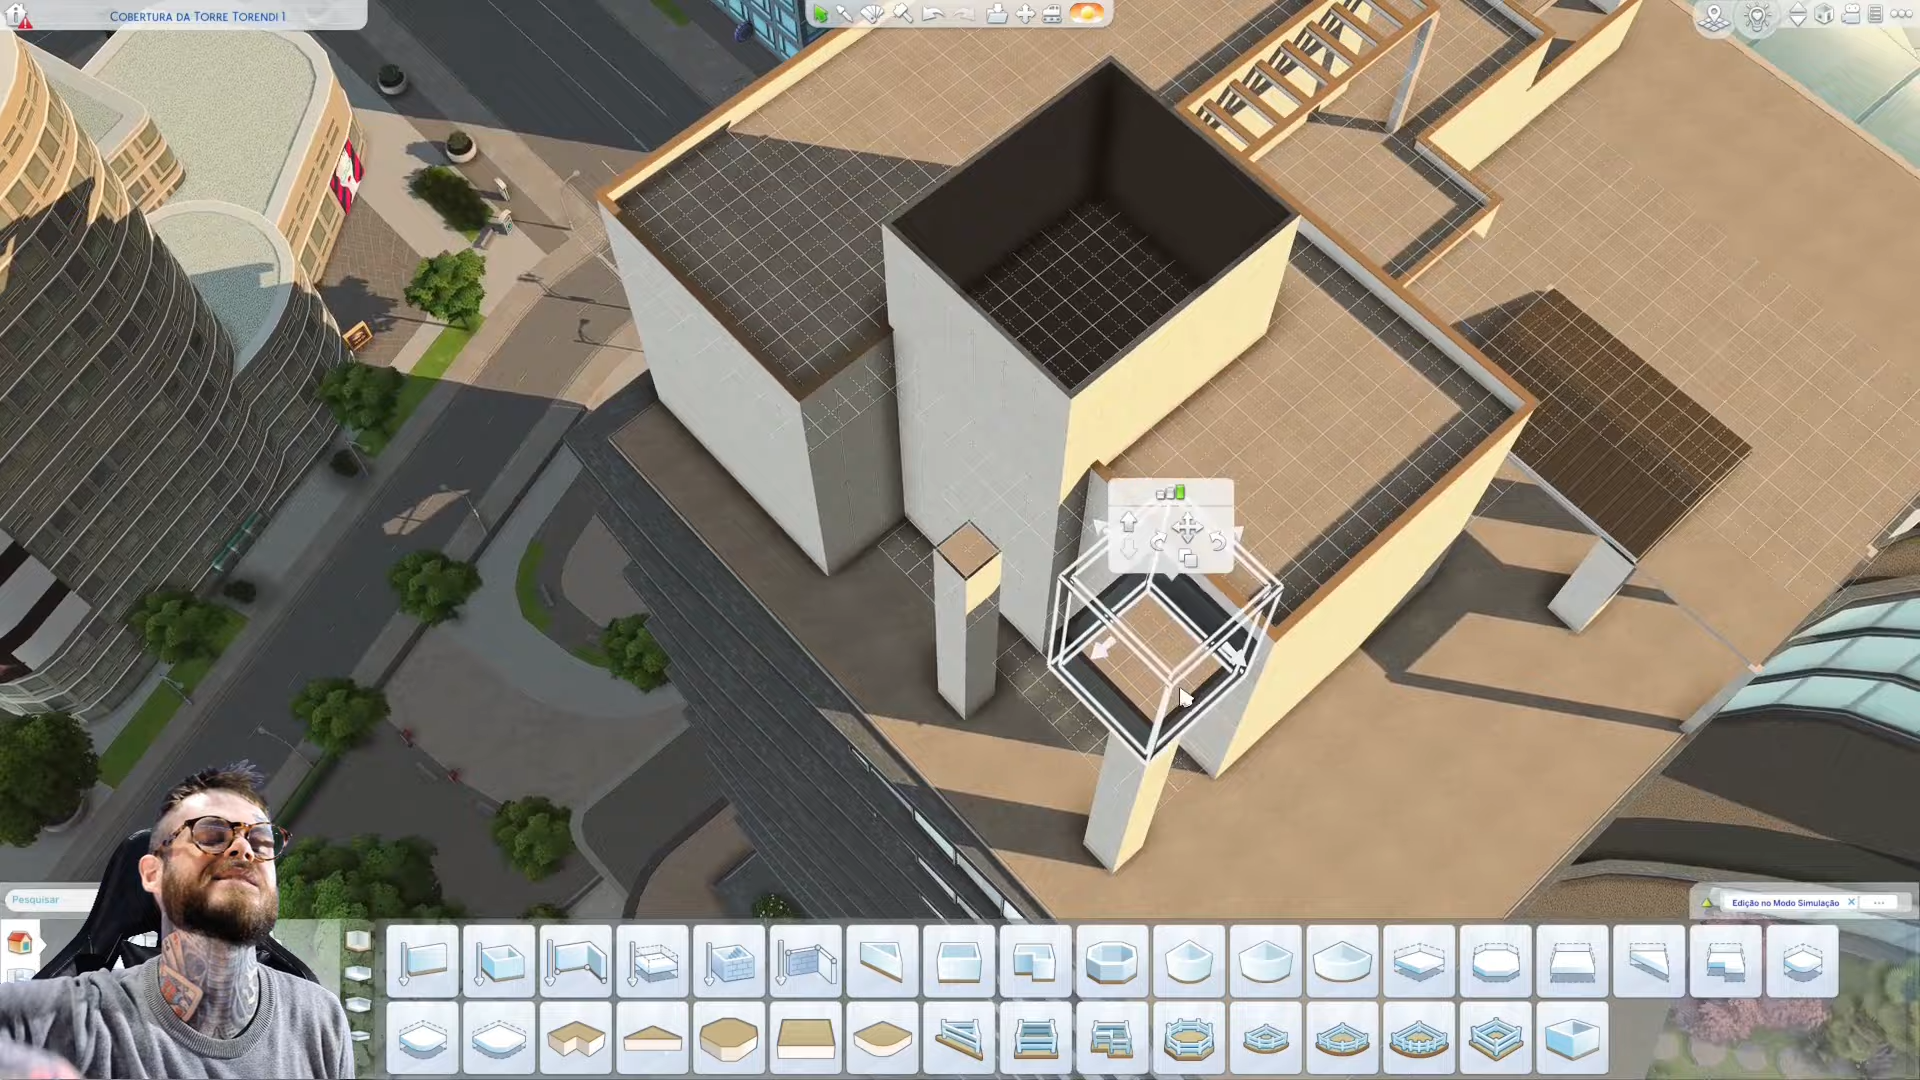 COBERTURA DA TORRE TORENDI 1
Pesquisar
Edição no Modo Simulação